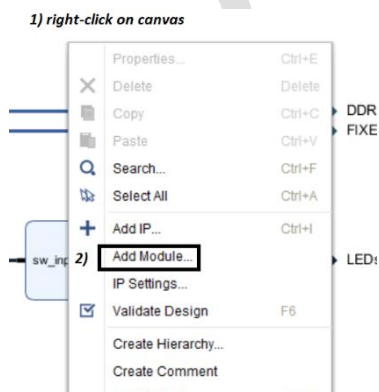 1) right-click on canvas
Properties... Ctrl+E
Delete Delete
Copy Ctrl+C
DDR
Paste Ctrl+V
FIXE
Search... Ctrl+F
Select All Ctrl+A
Add IP... Ctrl+I
sw_inp
2) Add Module...
LEDs
IP Settings...
Validate Design F6
Create Hierarchy...
Create Comment